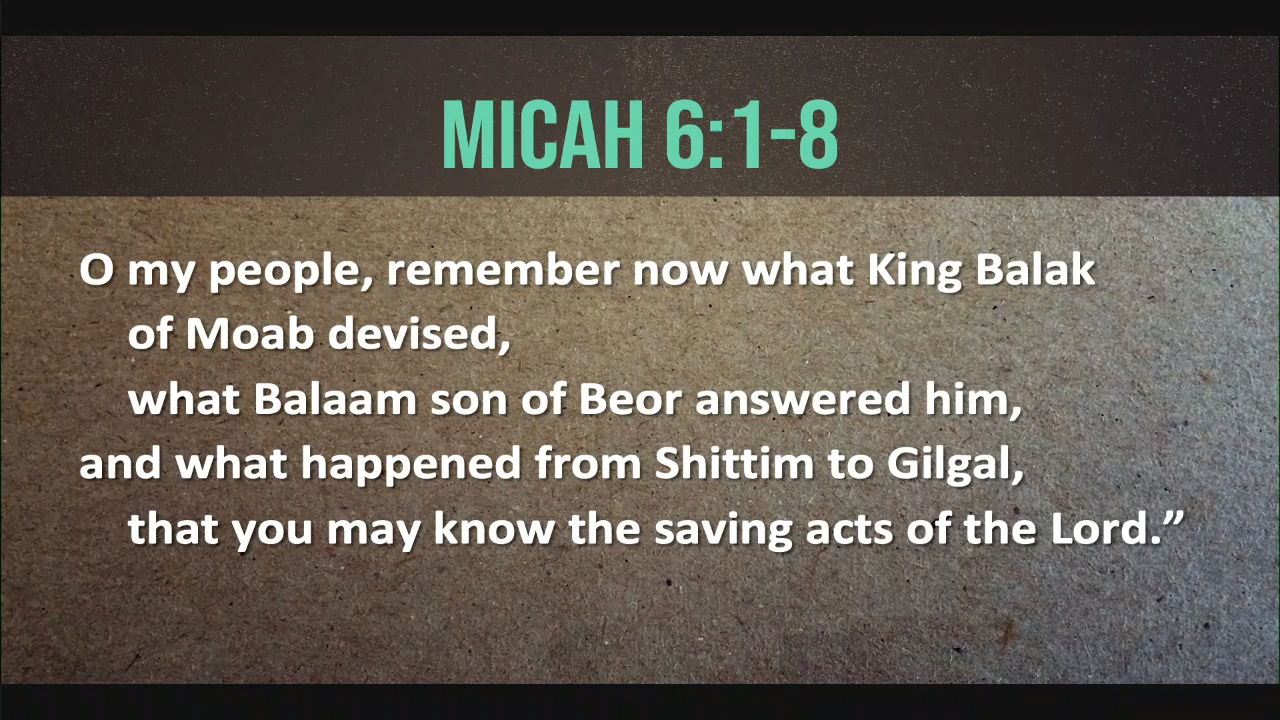 MICAH 6:1-8
O my people, remember now what King Balak
of Moab devised,
what Balaam son of Beor answered him,
and what happened from Shittim to Gilgal,
that you may know the saving acts of the Lord.”